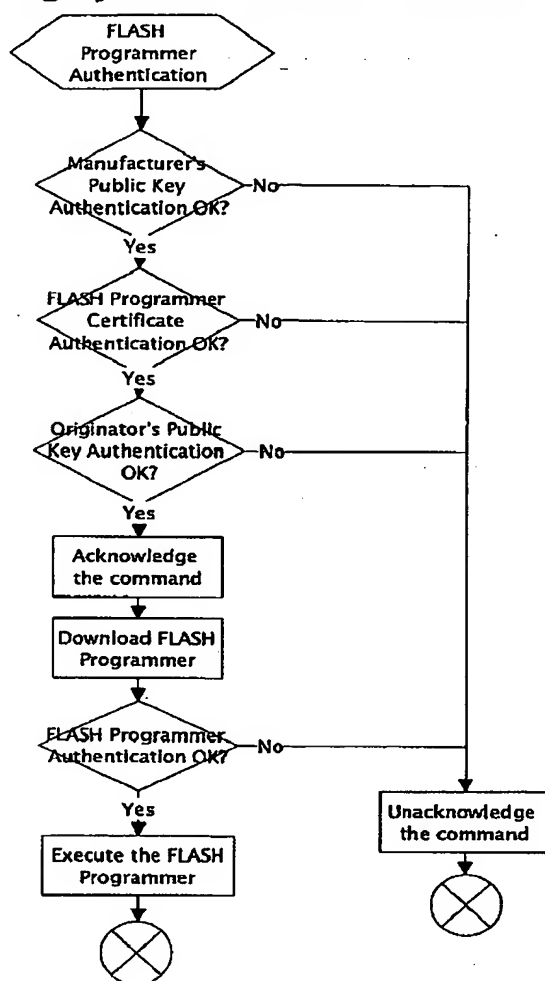 FLASH
Programmer
Authentication
Manufacturer's
Public Key
Authentication OK?
No
Yes
FLASH Programmer
Certificate
Authentication OK?
No
Yes
Originator's Public
Key Authentication
OK?
No
Yes
Acknowledge
the command
Download FLASH
Programmer
FLASH Programmer
Authentication OK?
No
Yes
Unacknowledge
the command
Execute the FLASH
Programmer